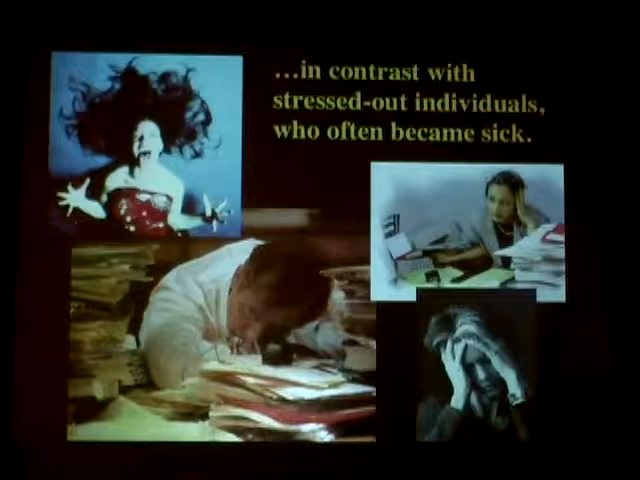 ...in contrast with
stressed-out individuals,
who often became sick.